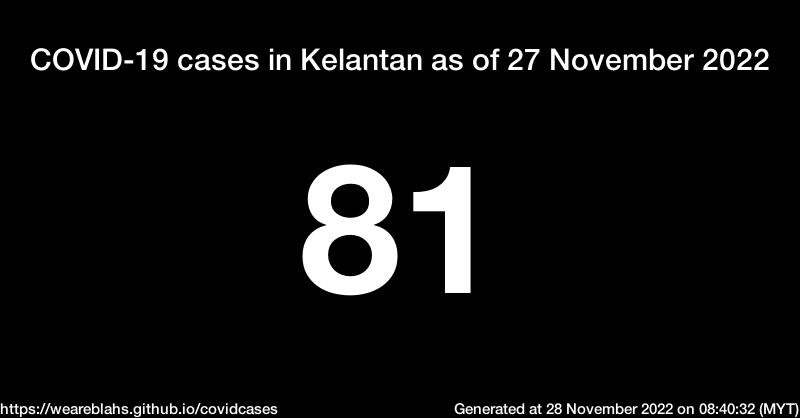 COVID-19 cases in Kelantan as of 27 November 2022
81
https://weareblahs.github.io/covidcases
Generated at 28 November 2022 on 08:40:32 (MYT)